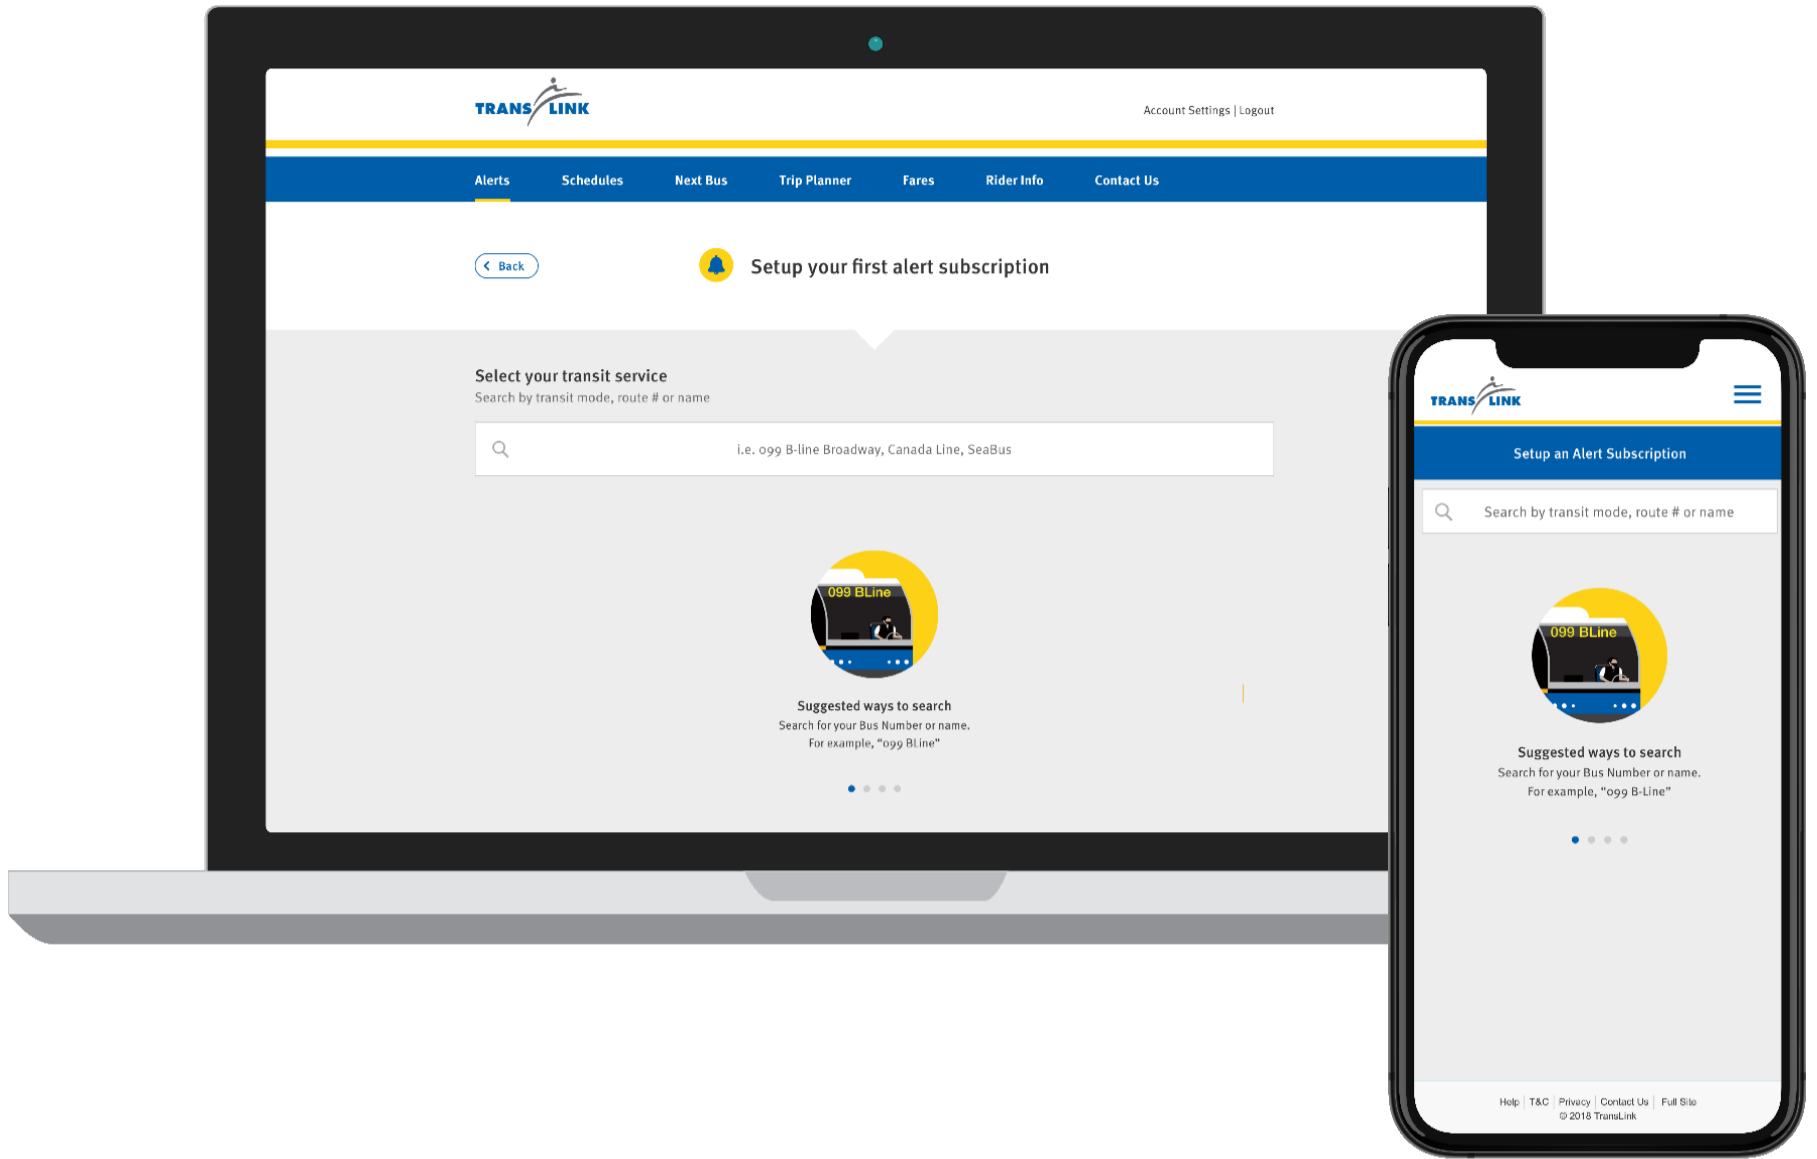 TRANS LINK
Account Settings | Logout
Alerts Schedules Next Bus Trip Planner Fares Rider Info Contact Us
Back
Setup your first alert subscription
Select your transit service
Search by transit mode, route # or name
i.e. 099 B-line Broadway, Canada Line, SeaBus
099 BLine
Suggested ways to search
Search for your Bus Number or name.
For example, “099 BLine”
TRANS LINK
Setup an Alert Subscription
Search by transit mode, route # or name
099 BLine
Suggested ways to search
Search for your Bus Number or name.
For example, “099 B-Line”
Help | T&C | Privacy | Contact Us | Full Site
© 2018 TransLink